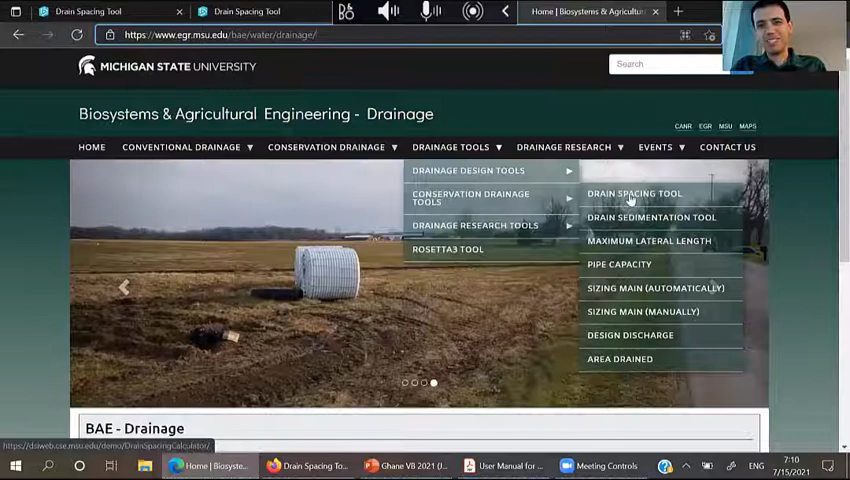 Drain Spacing Tool
Drain Spacing Tool
Home | Biosystems & Agricultur
https://www.egr.msu.edu/bae/water/drainage/
MICHIGAN STATE UNIVERSITY
Search
Biosystems & Agricultural Engineering - Drainage
CANR EGR MSU MAPS
HOME CONVENTIONAL DRAINAGE CONSERVATION DRAINAGE DRAINAGE TOOLS DRAINAGE RESEARCH EVENTS CONTACT US
DRAINAGE DESIGN TOOLS
CONSERVATION DRAINAGE
TOOLS
DRAINAGE RESEARCH TOOLS
ROSETTA3 TOOL
DRAIN SPACING TOOL
DRAIN SEDIMENTATION TOOL
MAXIMUM LATERAL LENGTH
PIPE CAPACITY
SIZING MAIN (AUTOMATICALLY)
SIZING MAIN (MANUALLY)
DESIGN DISCHARGE
AREA DRAINED
BAE - Drainage
https://dsiweb.cse.msu.edu/demo/DrainSpacingCalculator/
Home | Biosyste...
Drain Spacing To...
Ghane VB 2021 (I...
User Manual for ...
Meeting Controls
ENG
7:10
7/15/2021